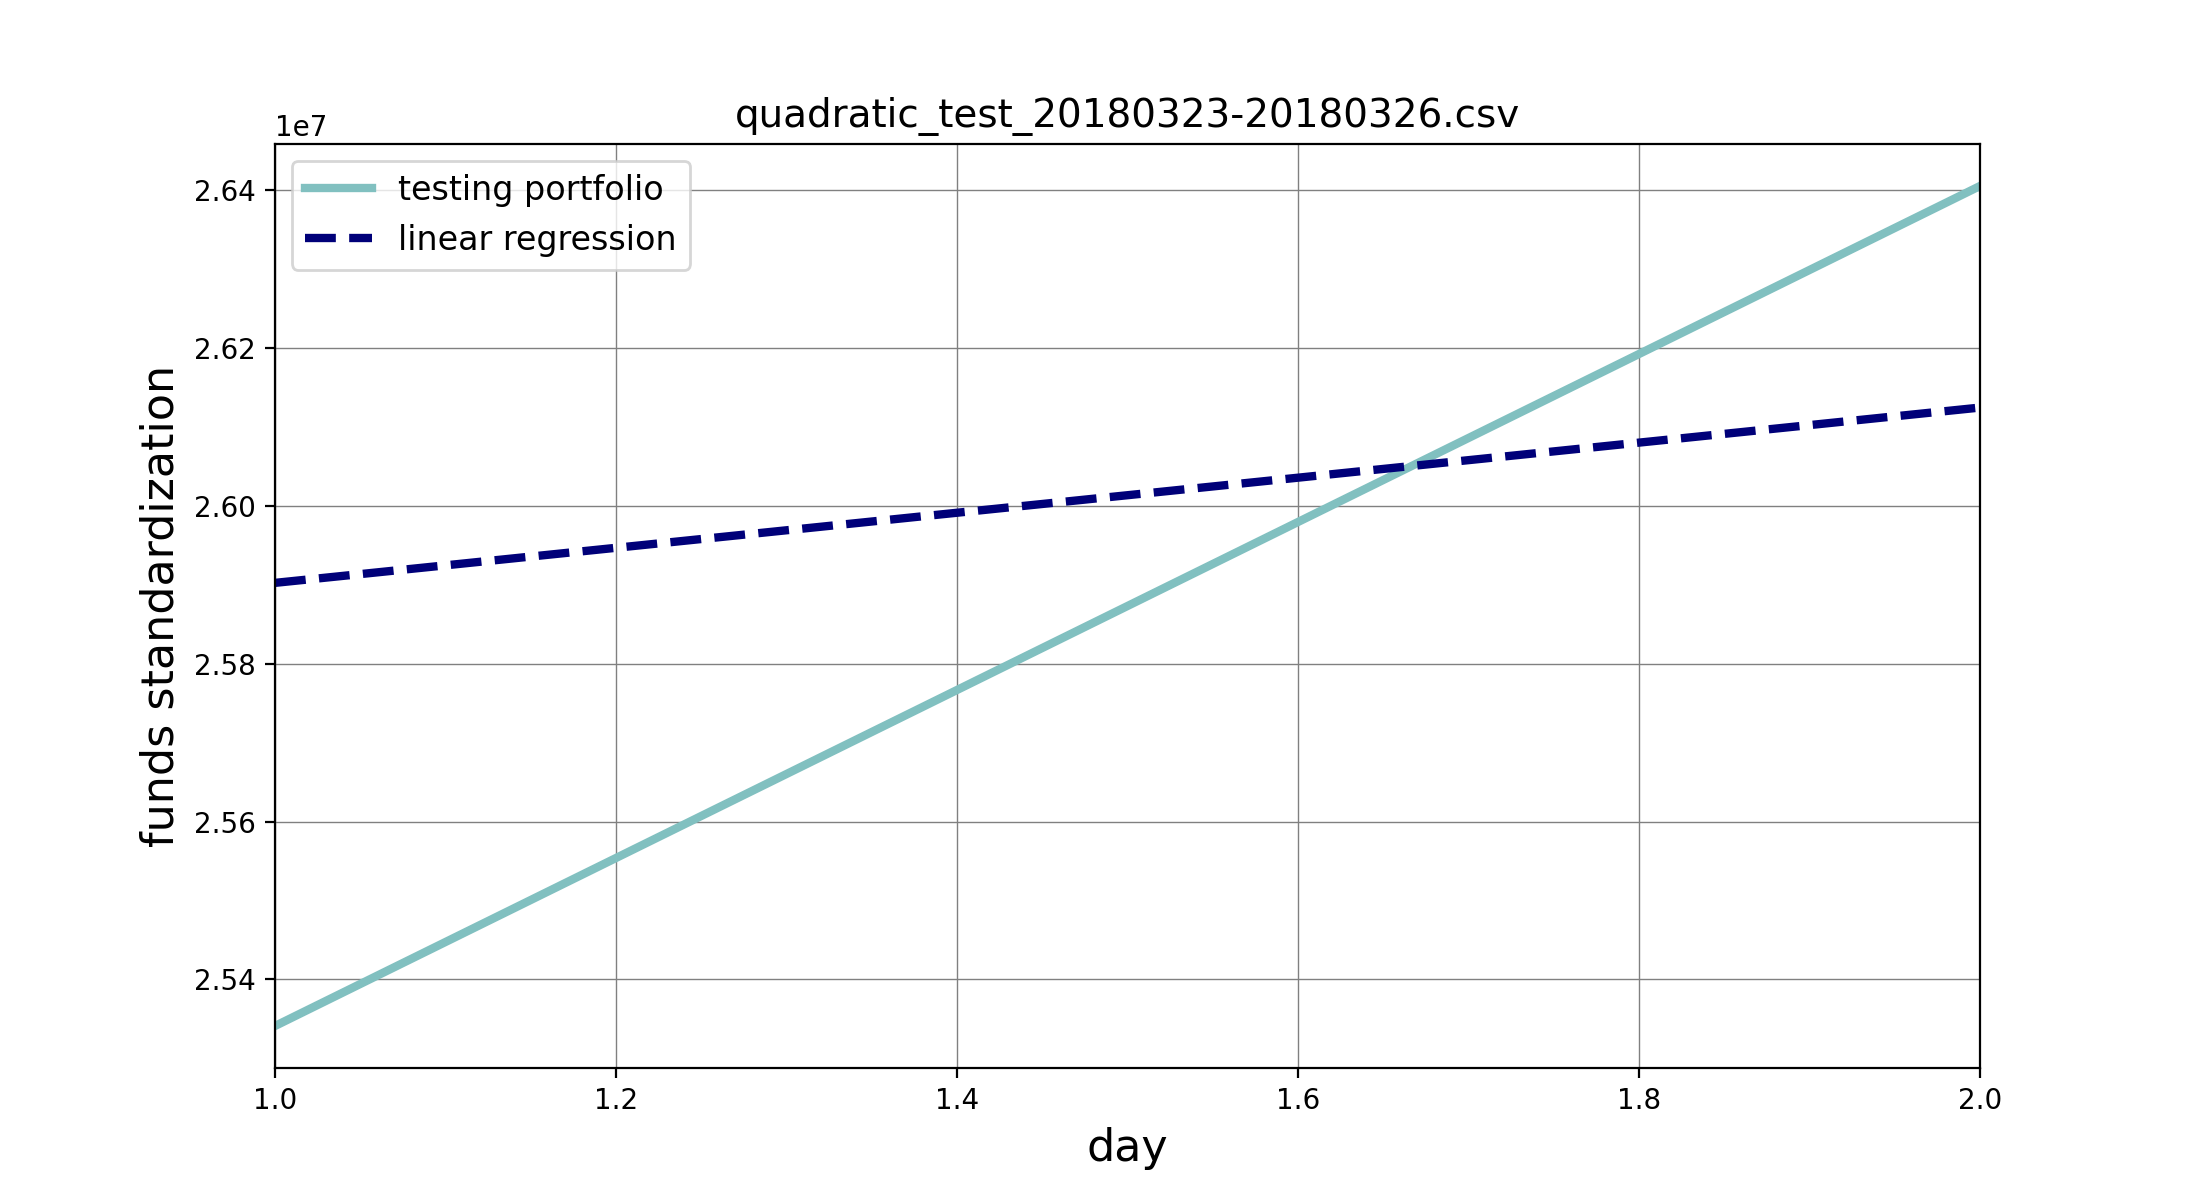 quadratic_test_20180323-20180326.csv
1e7
testing portfolio
linear regression
2.64
2.62
2.60
2.58
2.56
2.54
funds standardization
1.0 1.2 1.4 1.6 1.8 2.0
day